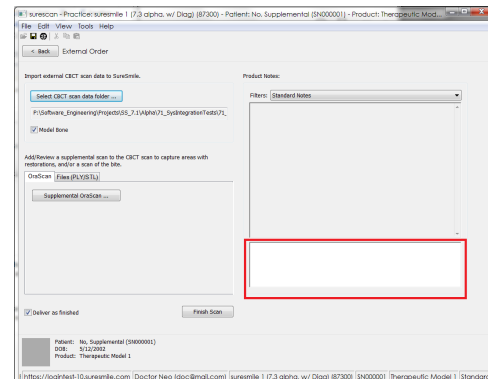 surescan - Practice: suresmile 1 (7.3 alpha, w/ Diag) (87300) - Patient: No, Supplemental (SN000001) - Product: Therapeutic Mod...
File Edit View Tools Help
< Back External Order
Import external CBCT scan data to SureSmile.
Product Notes:
Select CBCT scan data folder ...
Filters: Standard Notes
P:\Software_Engineering\Projects\SS_7.1\Alpha\71_SysIntegrationTests\71_
Model Bone
Add/Review a supplemental scan to the CBCT scan to capture areas with
restorations, and/or a scan of the bite.
OraScan Files (PLY/STL)
Supplemental OraScan ...
Deliver as finished
Finish Scan
Patient: No, Supplemental (SN000001)
DOB: 5/12/2002
Product: Therapeutic Model 1
https://logintest-10.suresmile.com Doctor Neo (doc@mail.com) suresmile 1 (7.3 alpha, w/ Diag) (87300) SN000001 Therapeutic Model 1 Standard